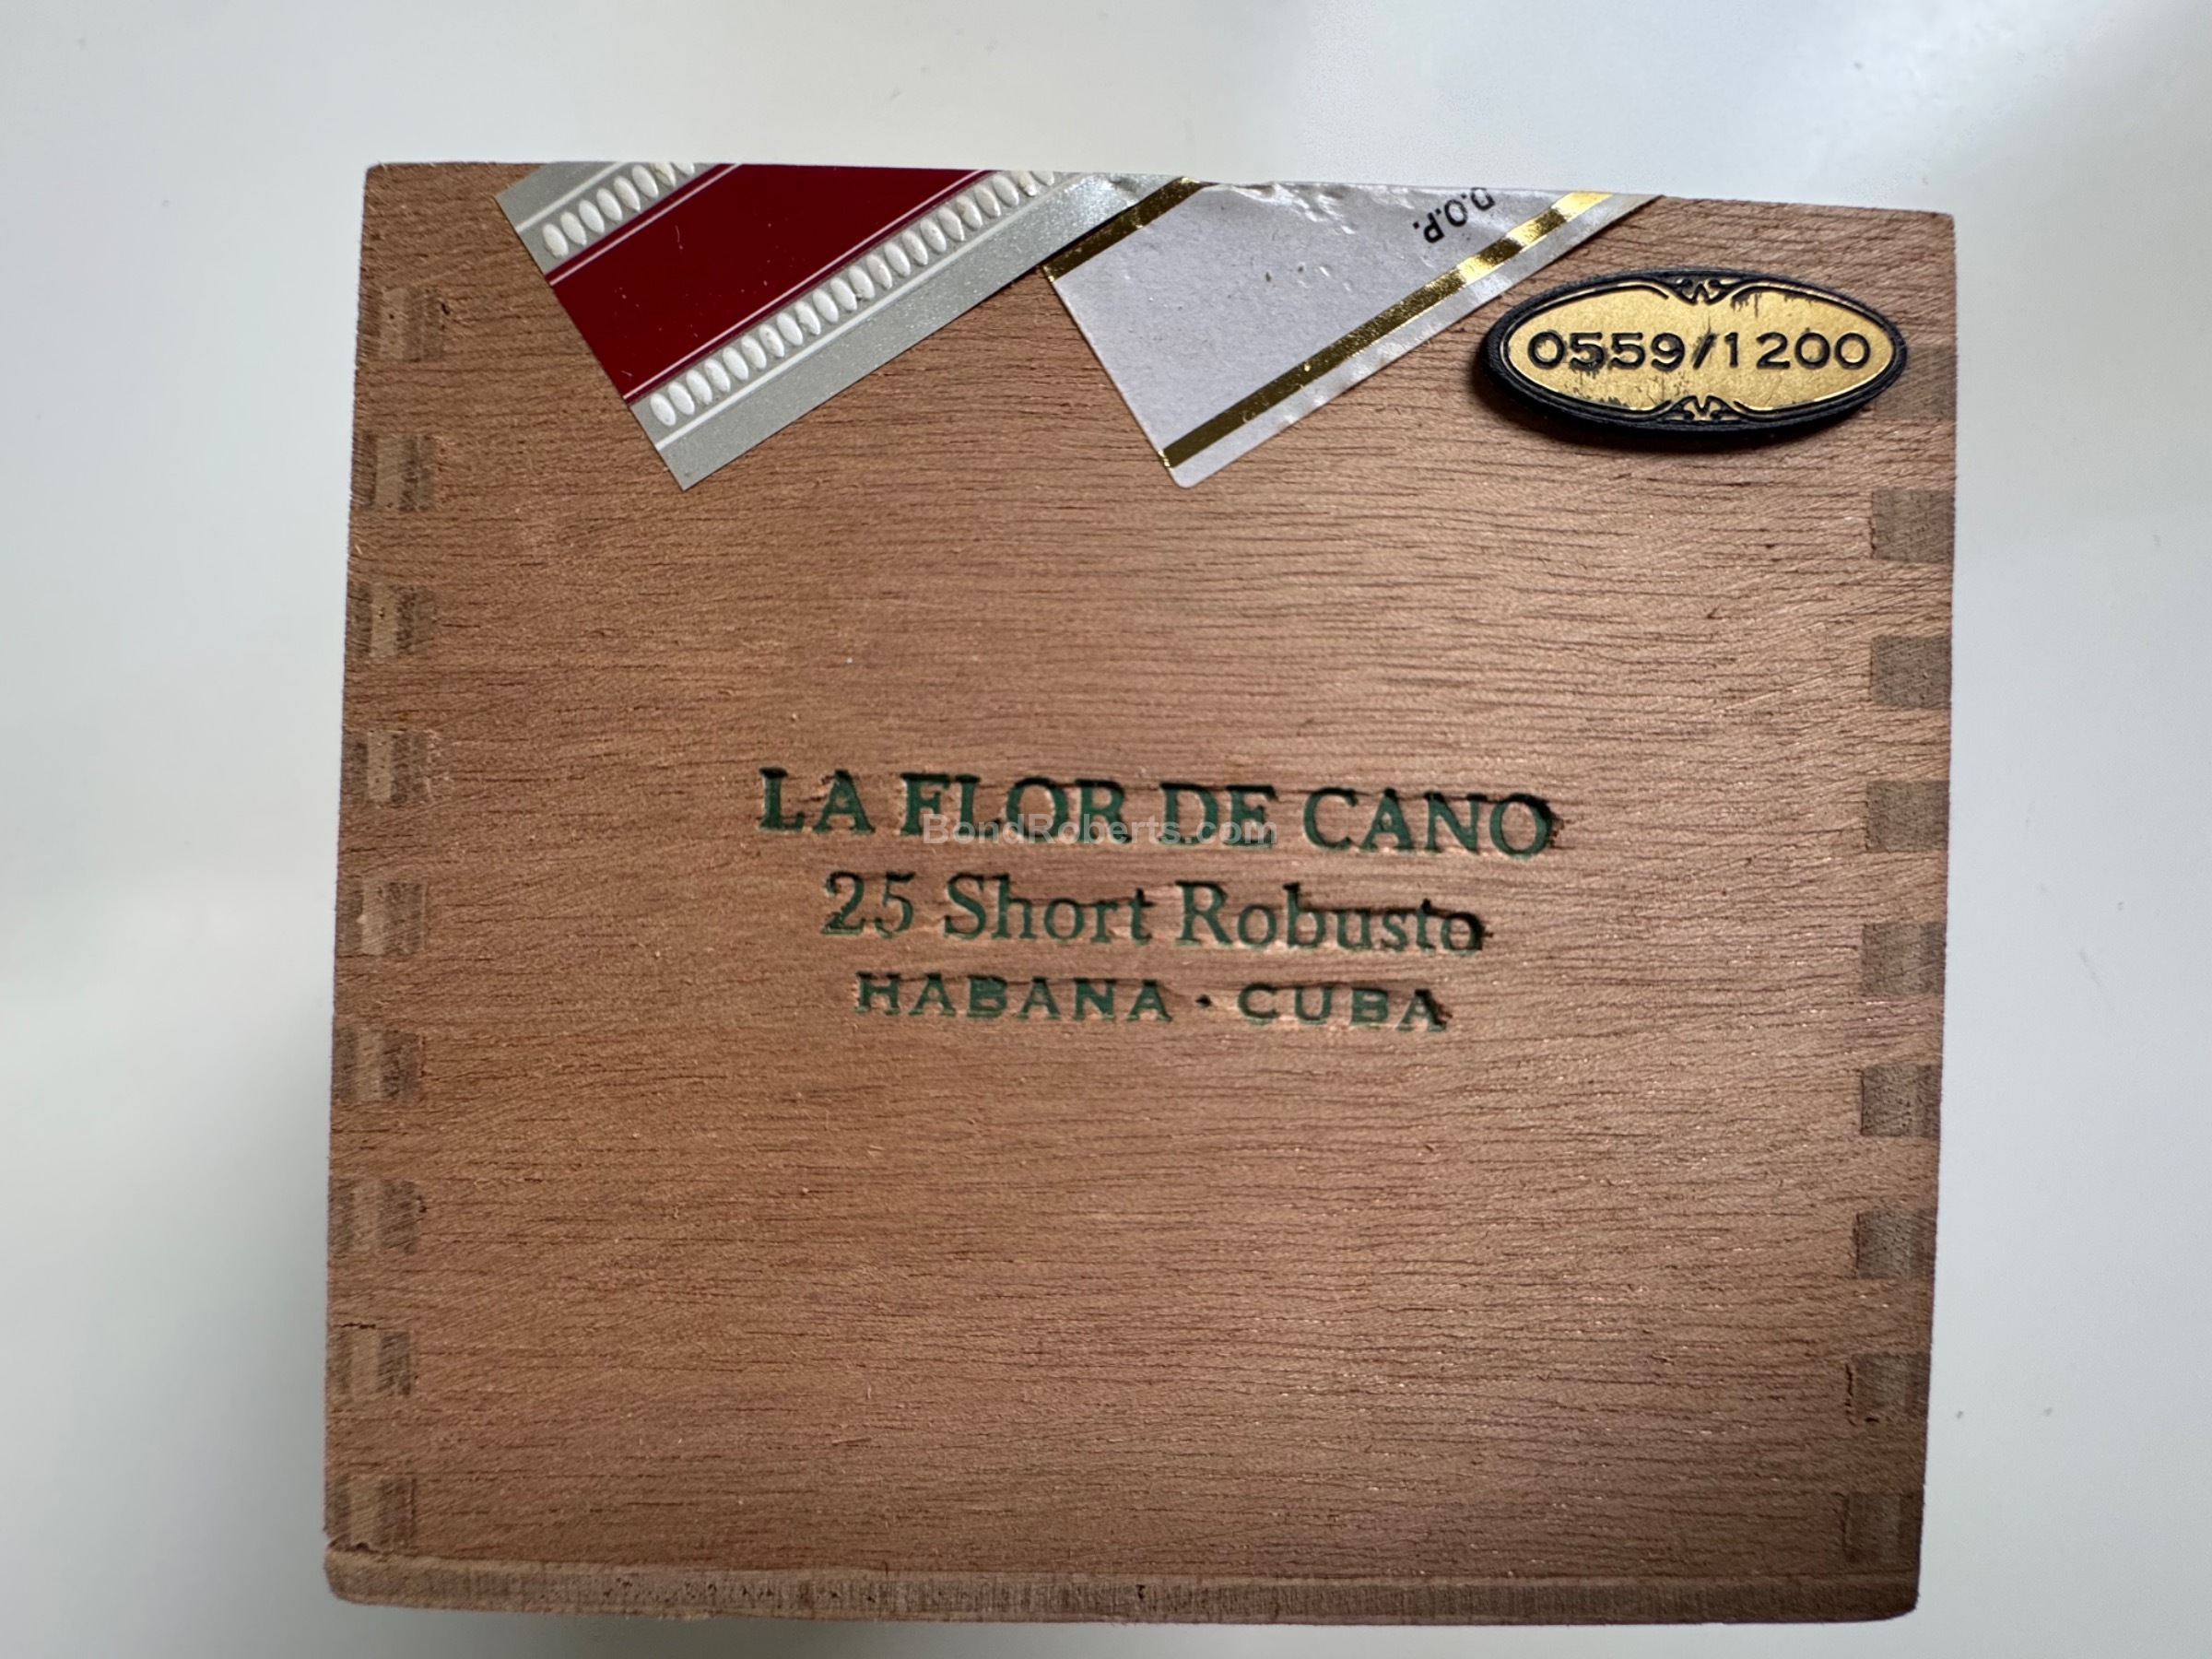 D.O.P.
0559/1200
LA FLOR DE CANO
BondRoberts.com
25 Short Robusto
HABANA · CUBA